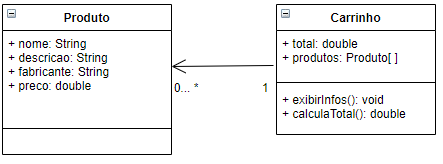 Produto
+ nome: String
+ descricao: String
+ fabricante: String
+ preco: double
0... *
1
Carrinho
+ total: double
+ produtos: Produto[ ]
+ exibirInfos(): void
+ calculaTotal(): double